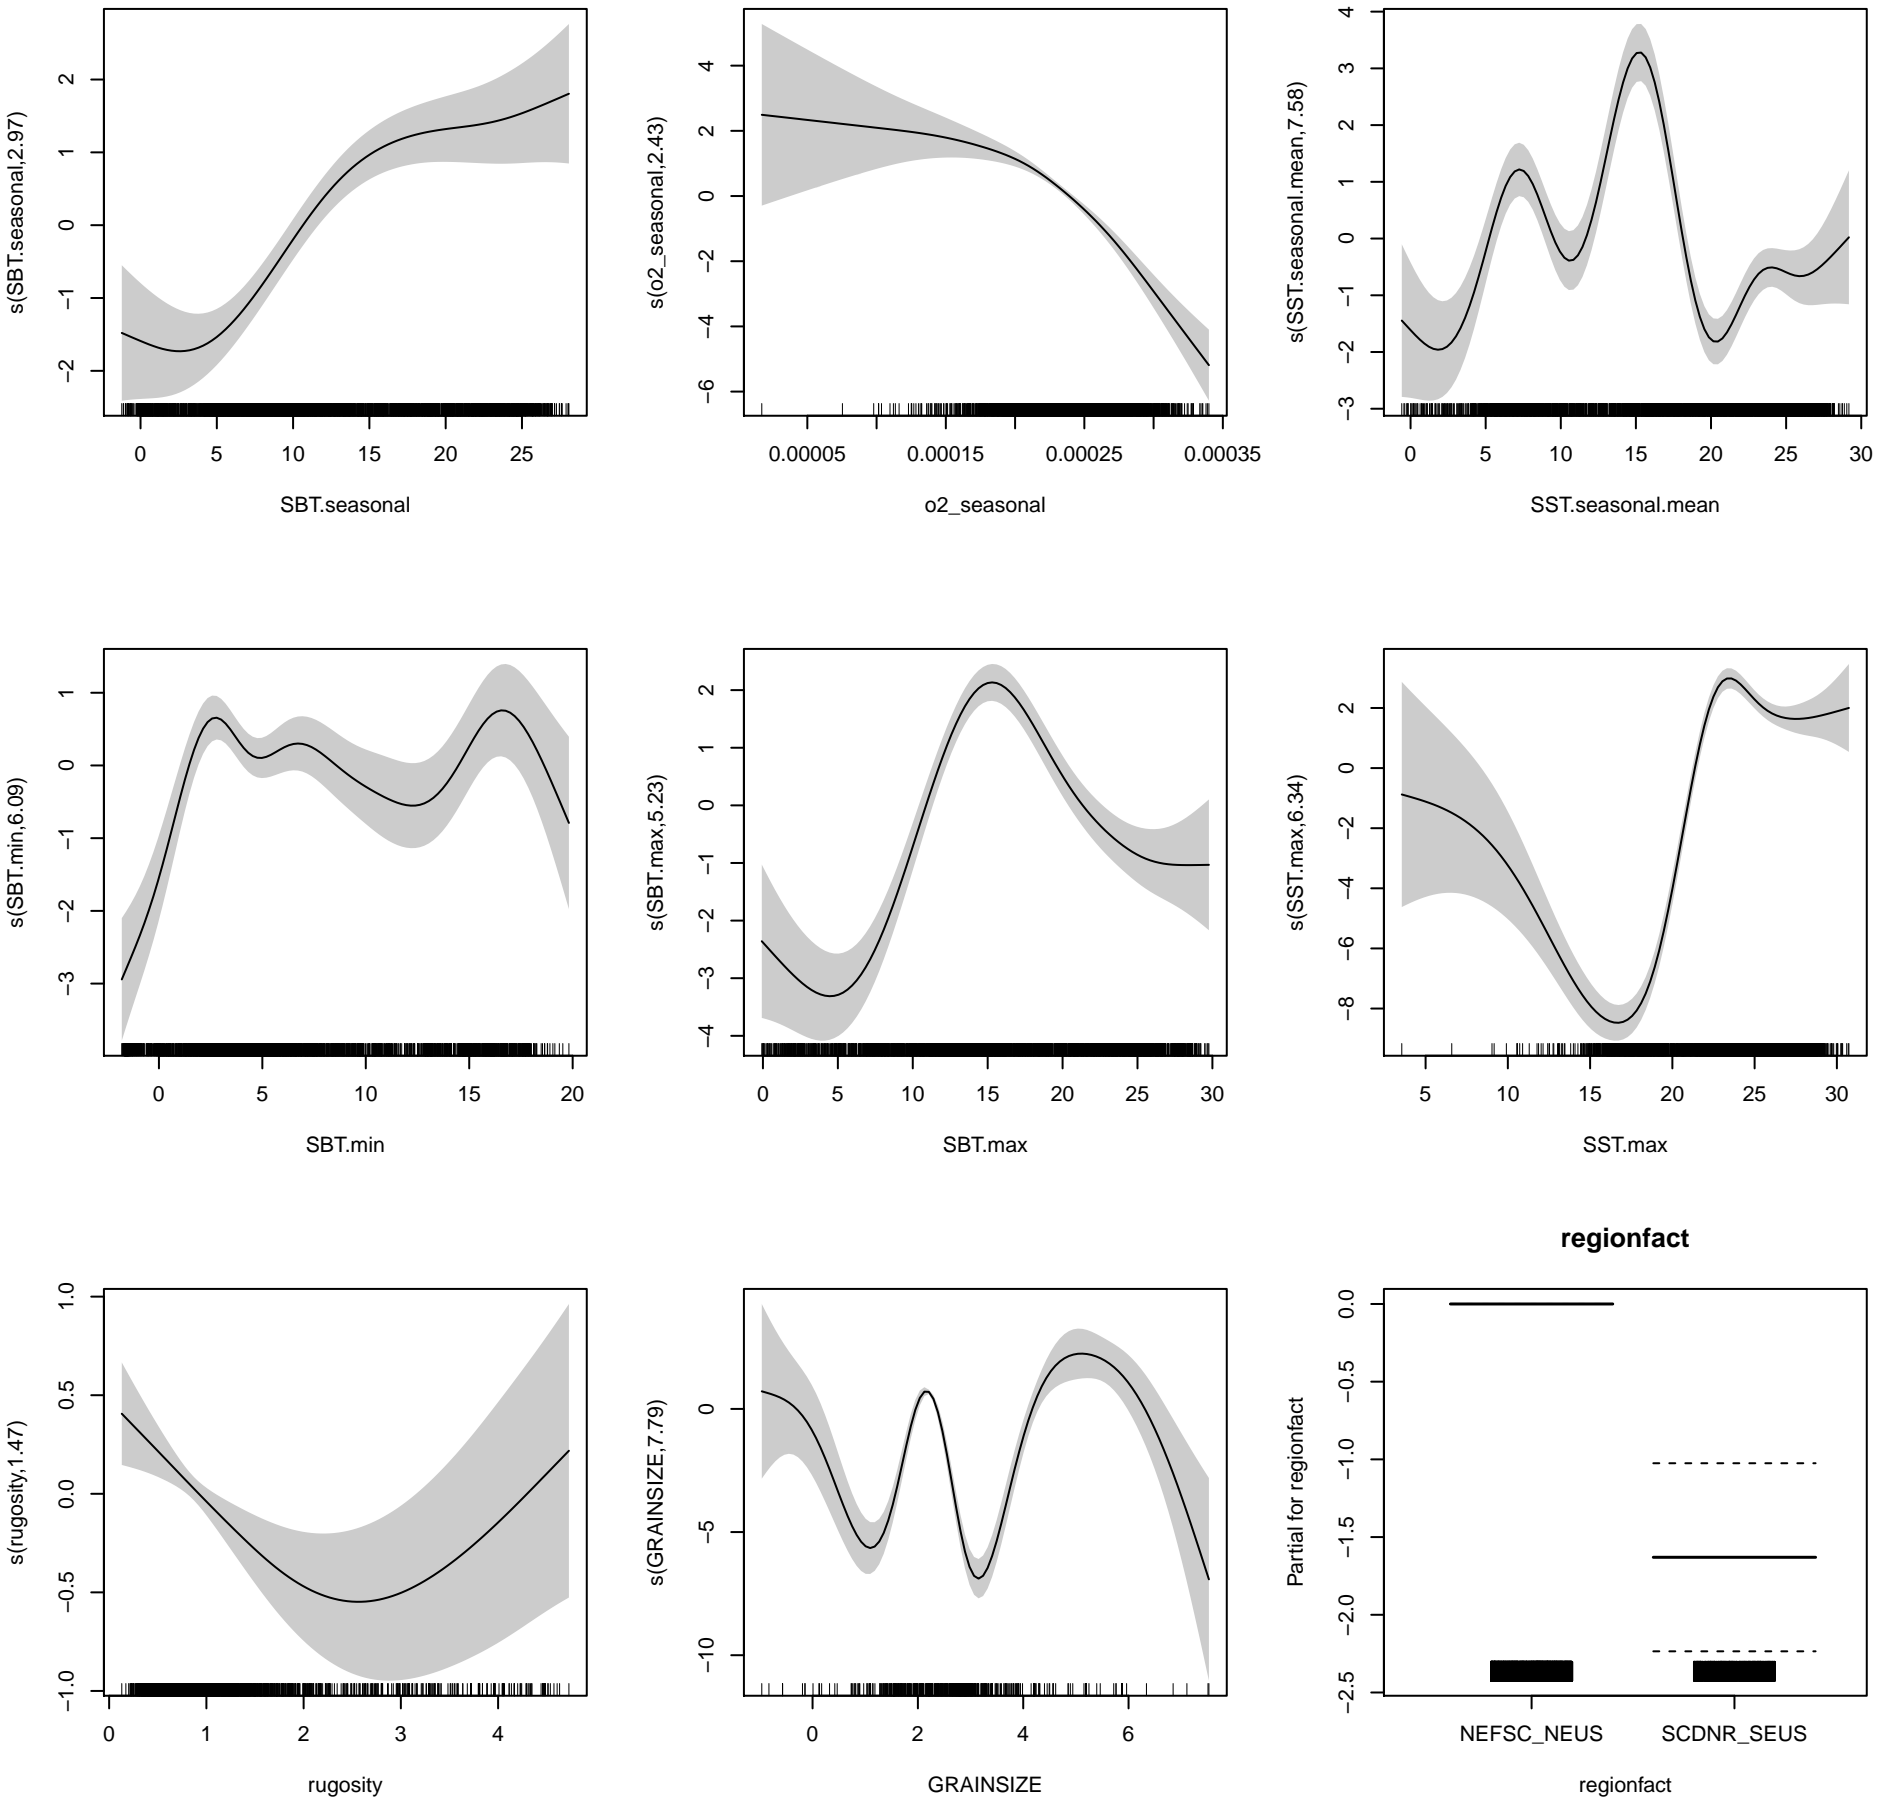 s(SBT.seasonal,2.97)
2
1
0
−1
−2
0 5 10 15 20 25
SBT.seasonal
s(o2_seasonal,2.43)
4
2
0
−2
−4
−6
0.00005 0.00015 0.00025 0.00035
o2_seasonal
s(SST.seasonal.mean,7.58)
4
3
2
1
0
−1
−2
−3
0 5 10 15 20 25 30
SST.seasonal.mean
s(SBT.min,6.09)
1
0
−1
−2
−3
0 5 10 15 20
SBT.min
s(SBT.max,5.23)
2
1
0
−1
−2
−3
−4
0 5 10 15 20 25 30
SBT.max
s(SST.max,6.34)
2
0
−2
−4
−6
−8
5 10 15 20 25 30
SST.max
s(rugosity,1.47)
1.0
0.5
0.0
−0.5
−1.0
0 1 2 3 4
rugosity
s(GRAINSIZE,7.79)
0
−5
−10
0 2 4 6
GRAINSIZE
regionfact
Partial for regionfact
0.0
−0.5
−1.0
−1.5
−2.0
−2.5
NEFSC_NEUS SCDNR_SEUS
regionfact